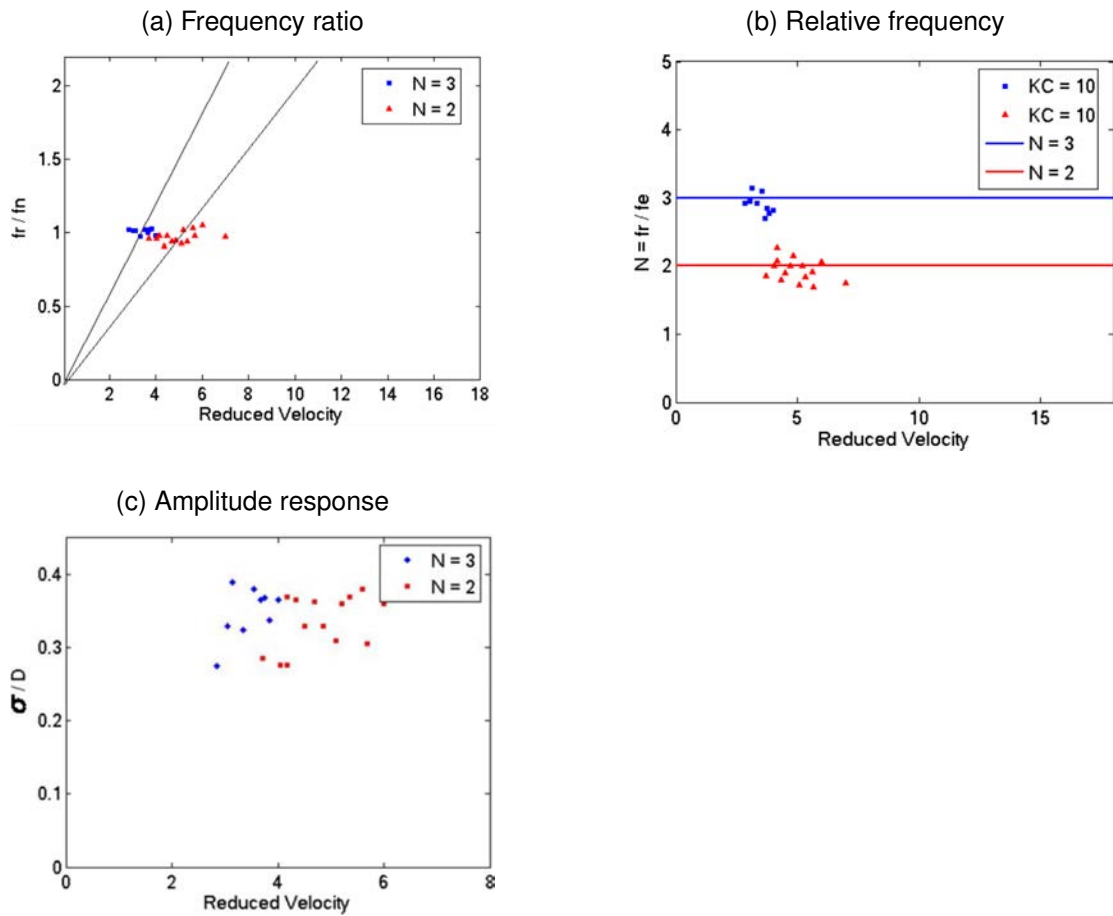 (a) Frequency ratio
2
1.5
1
0.5
0
fr / fn
N = 3
N = 2
2 4 6 8 10 12 14 16 18
Reduced Velocity
(b) Relative frequency
5
4
3
2
1
0
N = fr / fe
KC = 10
KC = 10
N = 3
N = 2
0 5 10 15
Reduced Velocity
(c) Amplitude response
0.4
0.3
0.2
0.1
0
σ / D
N = 3
N = 2
0 2 4 6 8
Reduced Velocity